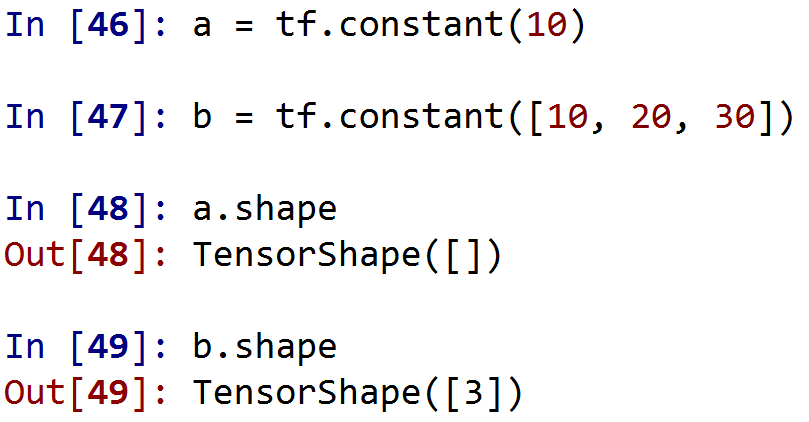 In [46]: a = tf.constant(10)
In [47]: b = tf.constant([10, 20, 30])
In [48]: a.shape
Out[48]: TensorShape([])
In [49]: b.shape
Out[49]: TensorShape([3])